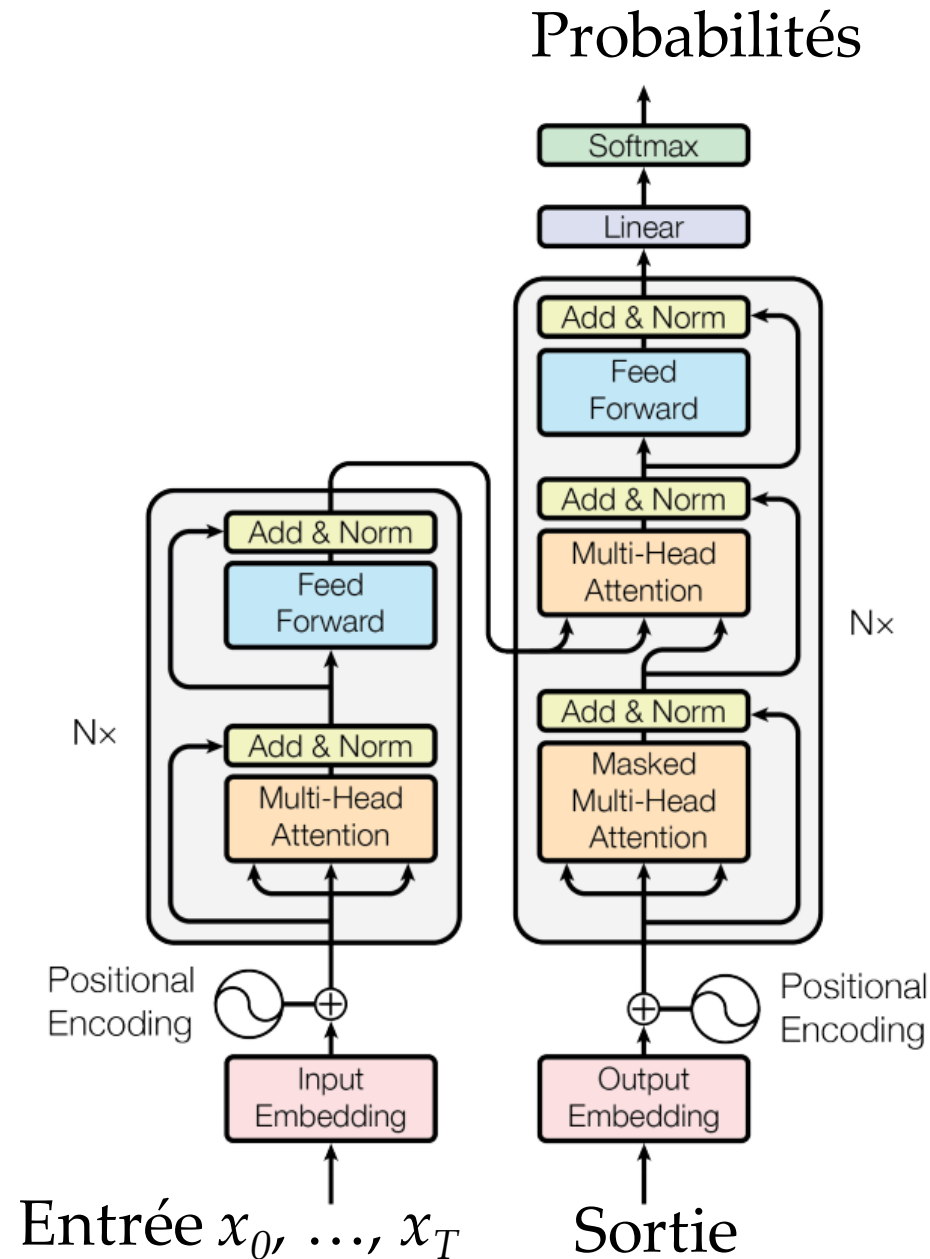 Probabilités
Softmax
Linear
Add & Norm
Feed
Forward
Add & Norm
Multi-Head
Attention
N×
Add & Norm
Masked
Multi-Head
Attention
Add & Norm
Feed
Forward
N×
Add & Norm
Multi-Head
Attention
Positional
Encoding
Positional
Encoding
Input
Embedding
Output
Embedding
Entrée x0, …, xT
Sortie